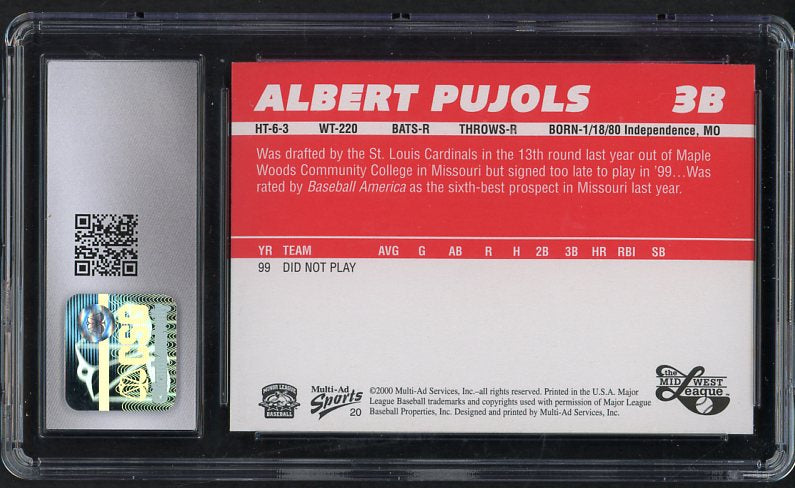 ALBERT PUJOLS 3B
HT-6-3 WT-220 BATS-R THROWS-R BORN-1/18/80 Independence, MO
Was drafted by the St. Louis Cardinals in the 13th round last year out of Maple
Woods Community College in Missouri but signed too late to play in '99...Was
rated by Baseball America as the sixth-best prospect in Missouri last year.
YR TEAM AVG G AB R H 2B 3B HR RBI SB
99 DID NOT PLAY
MINOR LEAGUE
BASEBALL
Multi-Ad
Sports
20
©2000 Multi-Ad Services, Inc.–all rights reserved. Printed in the U.S.A. Major
League Baseball trademarks and copyrights used with permission of Major League
Baseball Properties, Inc. Designed and printed by Multi-Ad Services, Inc.
the
MIDWEST
League